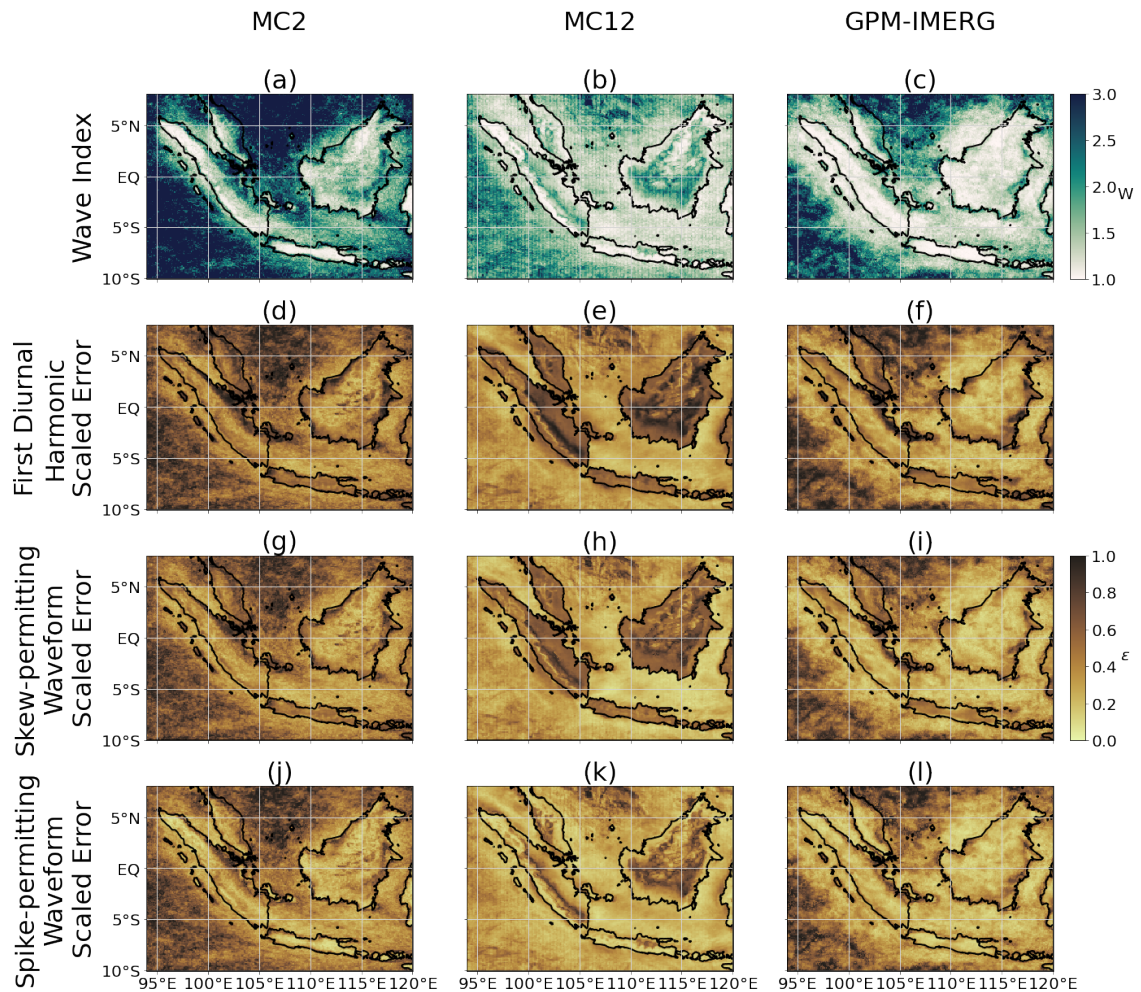 MC2 MC12 GPM-IMERG
(a) (b) (c)
Wave Index
5°N
EQ
5°S
10°S
3.0
2.5
2.0
W
1.5
1.0
(d) (e) (f)
First Diurnal
Harmonic
Scaled Error
5°N
EQ
5°S
10°S
(g) (h) (i)
Skew-permitting
Waveform
Scaled Error
5°N
EQ
5°S
10°S
1.0
0.8
0.6
ε
0.4
0.2
0.0
(j) (k) (l)
Spike-permitting
Waveform
Scaled Error
5°N
EQ
5°S
10°S
95°E 100°E 105°E 110°E 115°E 120°E 95°E 100°E 105°E 110°E 115°E 120°E 95°E 100°E 105°E 110°E 115°E 120°E